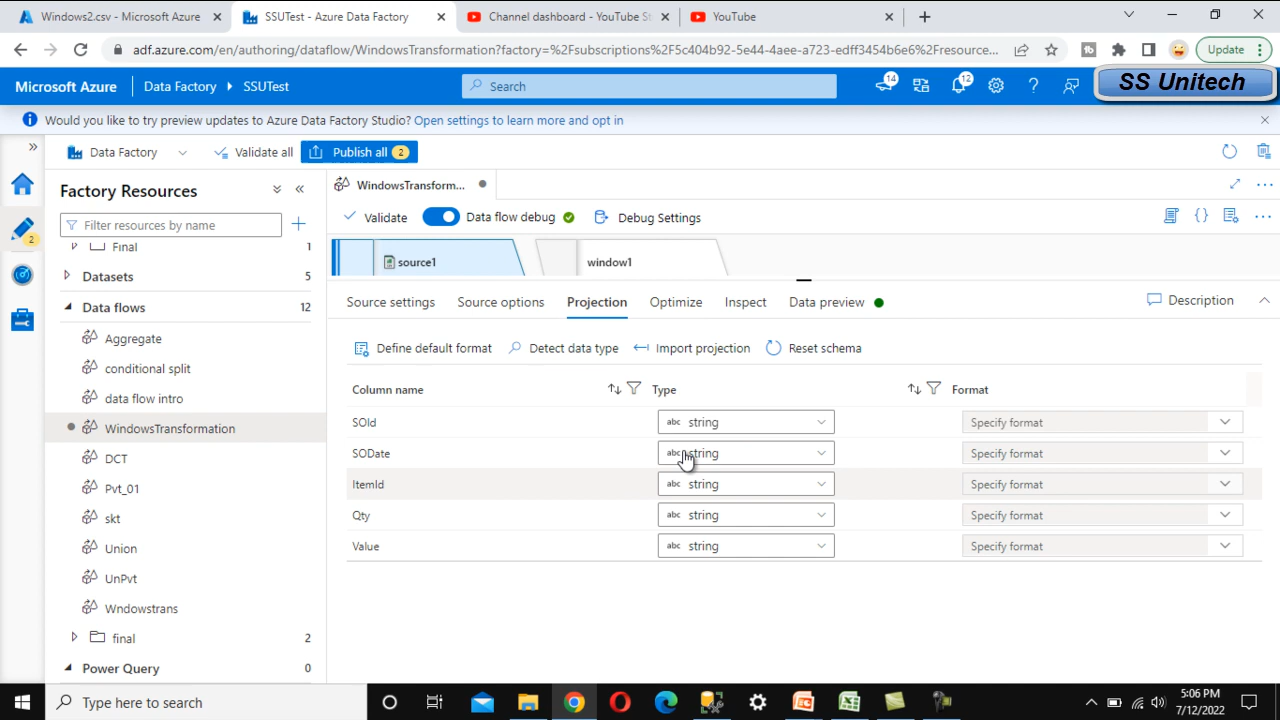 Windows2.csv - Microsoft Azure
SSUTest - Azure Data Factory
Channel dashboard - YouTube St
YouTube
adf.azure.com/en/authoring/dataflow/WindowsTransformation?factory=%2Fsubscriptions%2F5c404b92-5e44-4aee-a723-edff3454b6e6%2Fresource...
Update
Microsoft Azure
Data Factory
SSUTest
Search
14
12
SS Unitech
Would you like to try preview updates to Azure Data Factory Studio? Open settings to learn more and opt in
Data Factory
Validate all
Publish all 2
Factory Resources
WindowsTransform...
Filter resources by name
Validate
Data flow debug
Debug Settings
2
Final 1
Datasets 5
Data flows 12
Aggregate
conditional split
data flow intro
WindowsTransformation
DCT
Pvt_01
skt
Union
UnPvt
Wndowstrans
final 2
Power Query 0
source1
window1
Source settings
Source options
Projection
Optimize
Inspect
Data preview
Description
Define default format
Detect data type
Import projection
Reset schema
Column name Type Format
SOId abc string Specify format
SODate abc string Specify format
ItemId abc string Specify format
Qty abc string Specify format
Value abc string Specify format
Type here to search
5:06 PM
7/12/2022